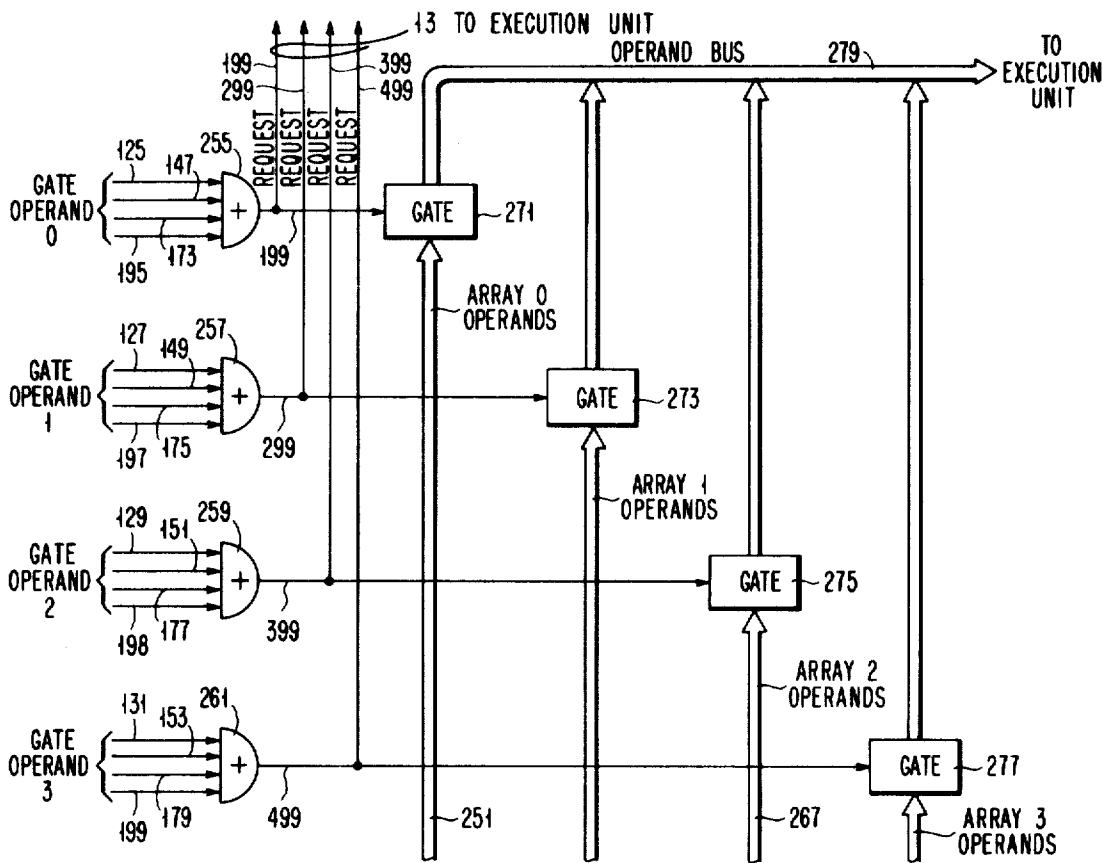 13 TO EXECUTION UNIT
199
299
399
499
OPERAND BUS
279
TO
EXECUTION
UNIT
REQUEST
REQUEST
REQUEST
REQUEST
GATE
OPERAND
0
125
147
255
+
173
195
199
GATE
271
ARRAY 0
OPERANDS
GATE
OPERAND
1
127
149
257
+
175
197
299
GATE
273
ARRAY 1
OPERANDS
GATE
OPERAND
2
129
151
259
+
177
198
399
GATE
275
ARRAY 2
OPERANDS
GATE
OPERAND
3
131
153
261
+
179
199
499
GATE
277
251
267
ARRAY 3
OPERANDS